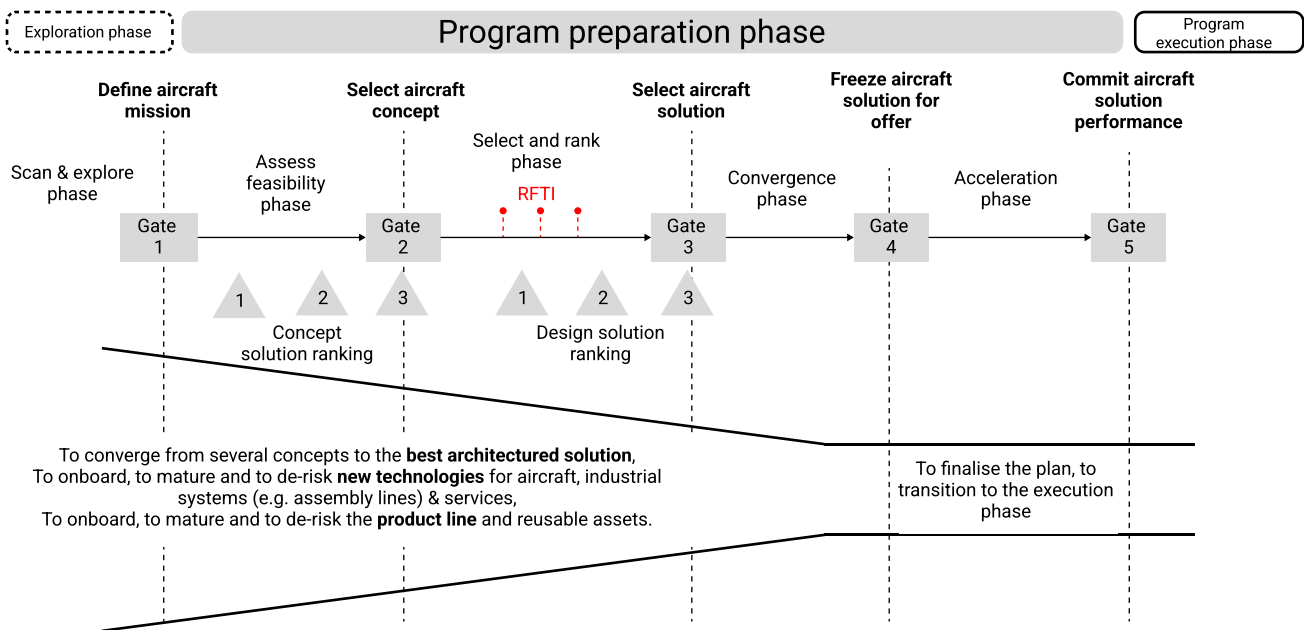 Exploration phase
Program preparation phase
Program
execution phase
Define aircraft
mission
Select aircraft
concept
Select aircraft
solution
Freeze aircraft
solution for
offer
Commit aircraft
solution
performance
Scan & explore
phase
Assess
feasibility
phase
Select and rank
phase
RFTI
Convergence
phase
Acceleration
phase
Gate
1
Gate
2
Gate
3
Gate
4
Gate
5
1
2
3
1
2
3
Concept
solution ranking
Design solution
ranking
To converge from several concepts to the best architectured solution,
To onboard, to mature and to de-risk new technologies for aircraft, industrial
systems (e.g. assembly lines) & services,
To onboard, to mature and to de-risk the product line and reusable assets.
To finalise the plan, to
transition to the execution
phase